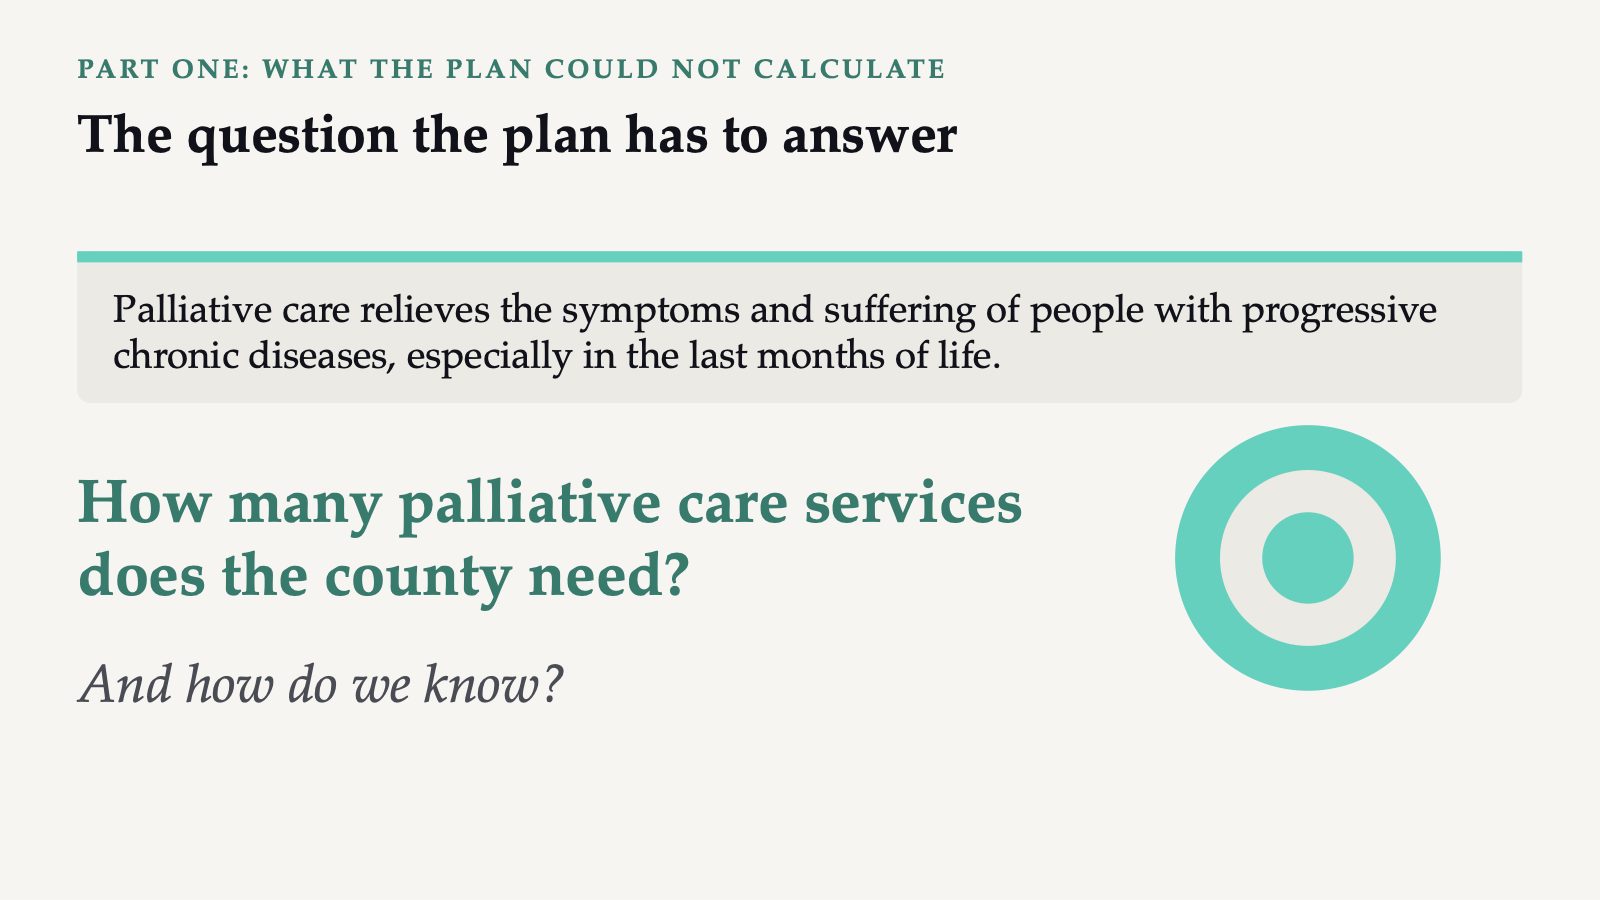 PART ONE: WHAT THE PLAN COULD NOT CALCULATE
The question the plan has to answer
Palliative care relieves the symptoms and suffering of people with progressive
chronic diseases, especially in the last months of life.
How many palliative care services
does the county need?
And how do we know?